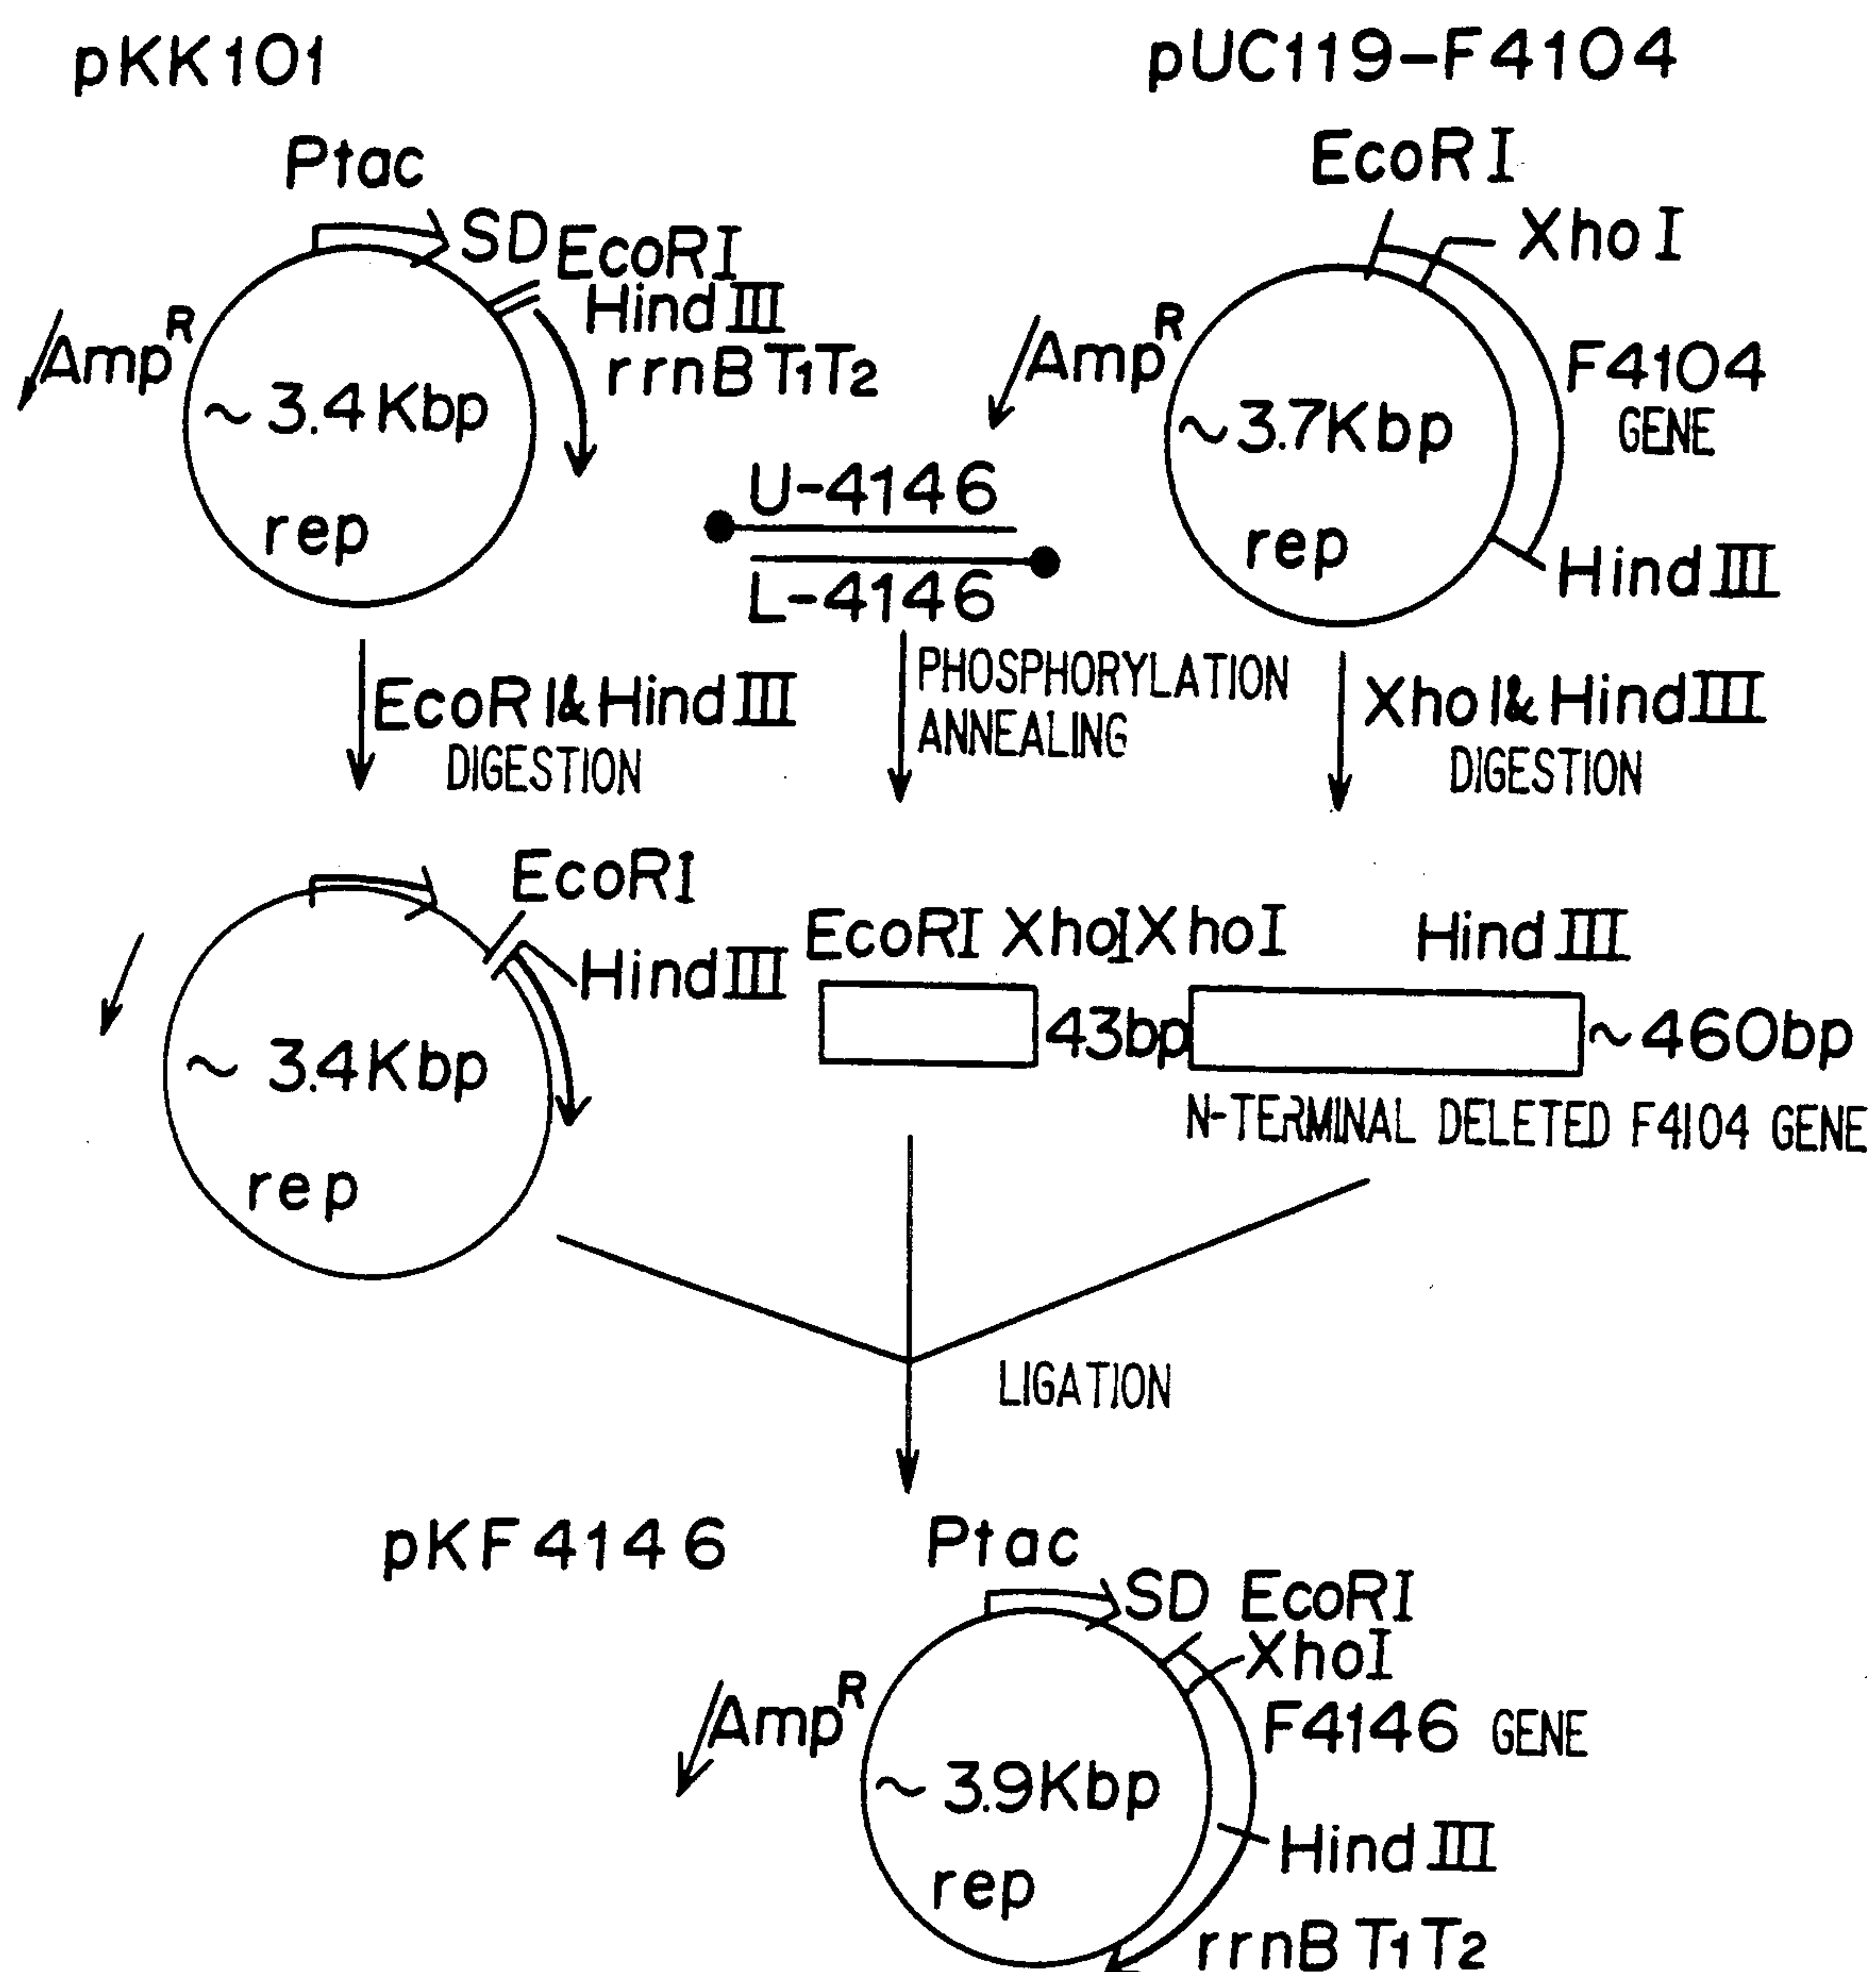 pKK101
pUC119-F4104
Ptac
EcoRI
SD
EcoRI
XhoI
HindIII
Amp^R
rrnBT1T2
Amp^R
F4104
GENE
~3.4Kbp
~3.7Kbp
U-4146
rep
rep
HindIII
L-4146
EcoRI&HindIII
DIGESTION
PHOSPHORYLATION
ANNEALING
XhoI&HindIII
DIGESTION
EcoRI
HindIII
EcoRI XhoI XhoI HindIII
~3.4Kbp
43bp
~460bp
N-TERMINAL DELETED F4104 GENE
rep
LIGATION
pKF4146
Ptac
SD EcoRI
XhoI
Amp^R
F4146 GENE
~3.9Kbp
HindIII
rep
rrnBT1T2